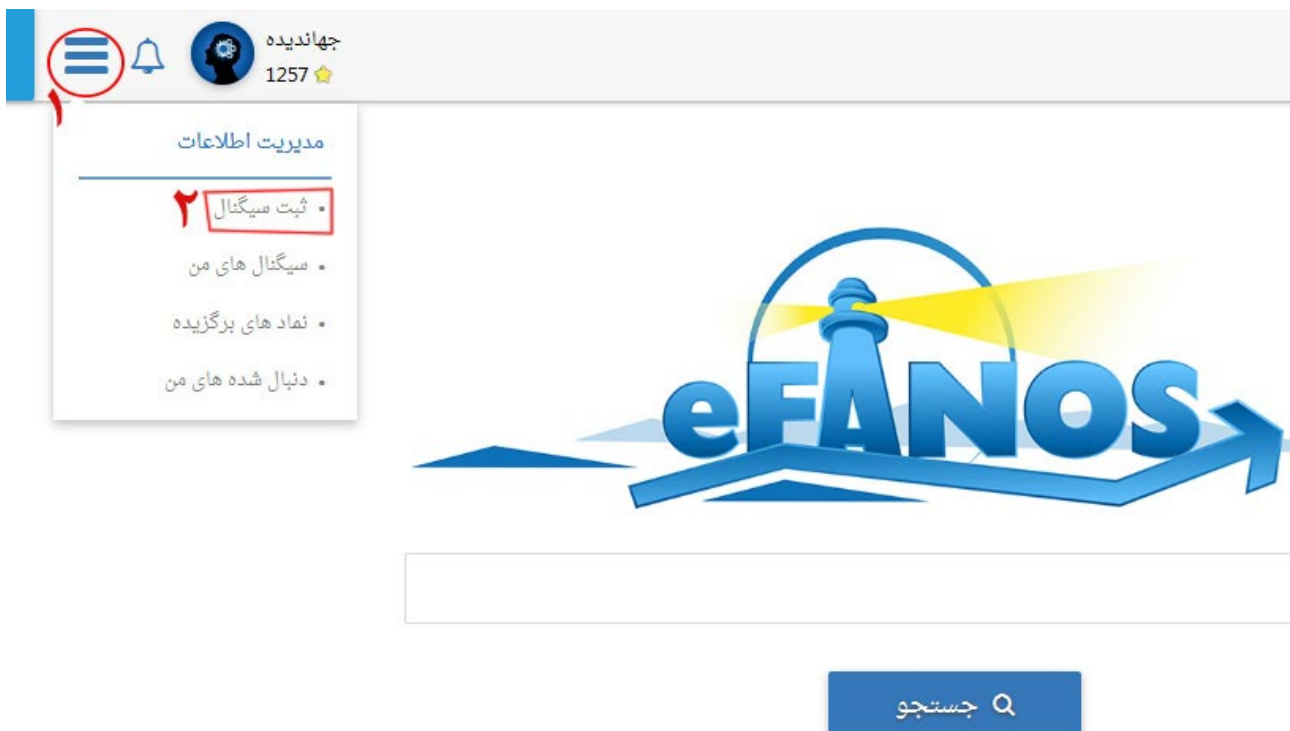 جهاندیده
1257
۱
مدیریت اطلاعات
ثبت سیگنال ۲
سیگنال های من
نماد های برگزیده
دنبال شده های من
eFANOS
جستجو